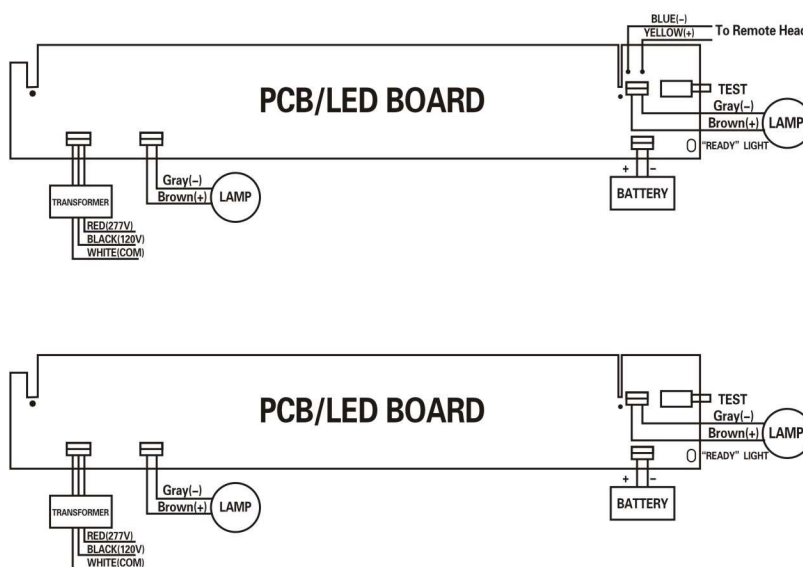 BLUE(–)
YELLOW(+)
To Remote Head
PCB/LED BOARD
TEST
Gray(–)
Brown(+)
LAMP
"READY" LIGHT
Gray(–)
Brown(+)
LAMP
+ –
BATTERY
TRANSFORMER
RED(277V)
BLACK(120V)
WHITE(COM)
PCB/LED BOARD
TEST
Gray(–)
Brown(+)
LAMP
"READY" LIGHT
Gray(–)
Brown(+)
LAMP
+ –
BATTERY
TRANSFORMER
RED(277V)
BLACK(120V)
WHITE(COM)